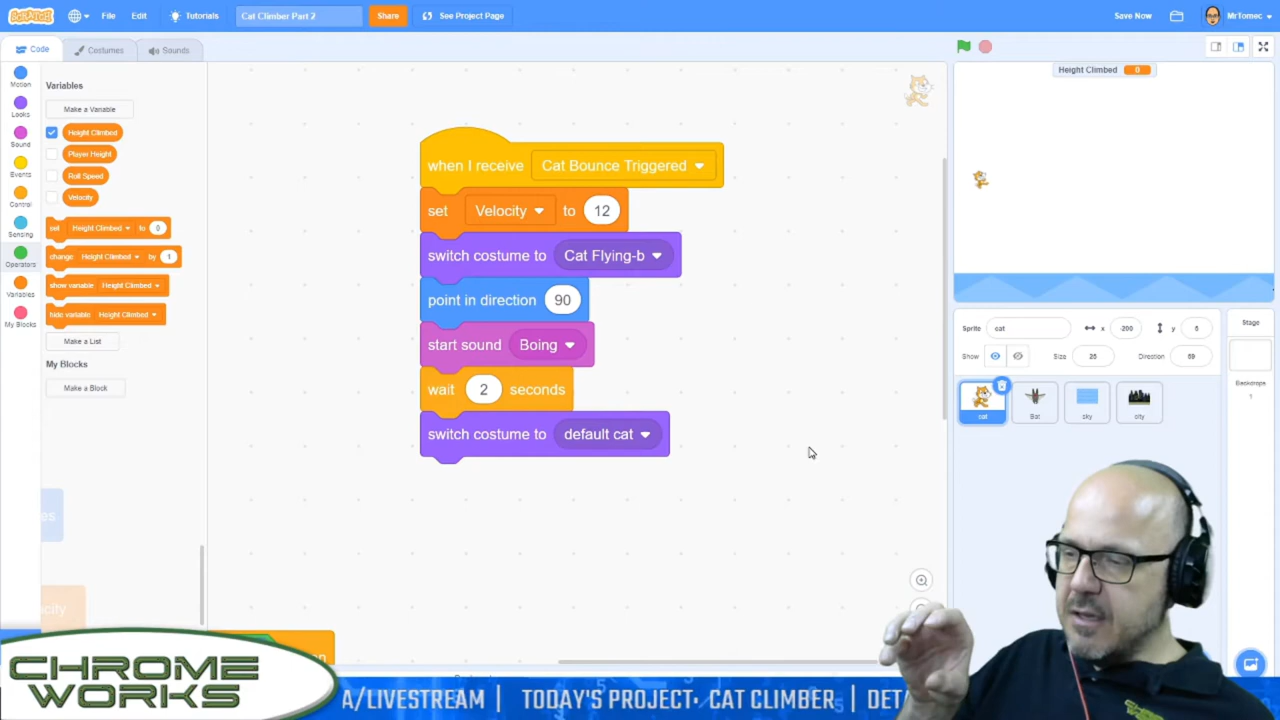 SCRATCH
File
Edit
Tutorials
Cat Climber Part 2
Share
See Project Page
Save Now
MrTomec
Code
Costumes
Sounds
Motion
Looks
Sound
Events
Control
Sensing
Operators
Variables
My Blocks
Variables
Make a Variable
Height Climbed
Player Height
Roll Speed
Velocity
set Height Climbed to 0
change Height Climbed by 1
show variable Height Climbed
hide variable Height Climbed
Make a List
My Blocks
Make a Block
when I receive Cat Bounce Triggered
set Velocity to 12
switch costume to Cat Flying-b
point in direction 90
start sound Boing
wait 2 seconds
switch costume to default cat
Height Climbed 0
Sprite cat x -200 y 6
Show Size 28 Direction 89
cat
Bat
sky
city
Stage
Backdrops
1
CHROME
WORKS
A/LIVESTREAM | TODAY'S PROJECT: CAT CLIMBER | DETA